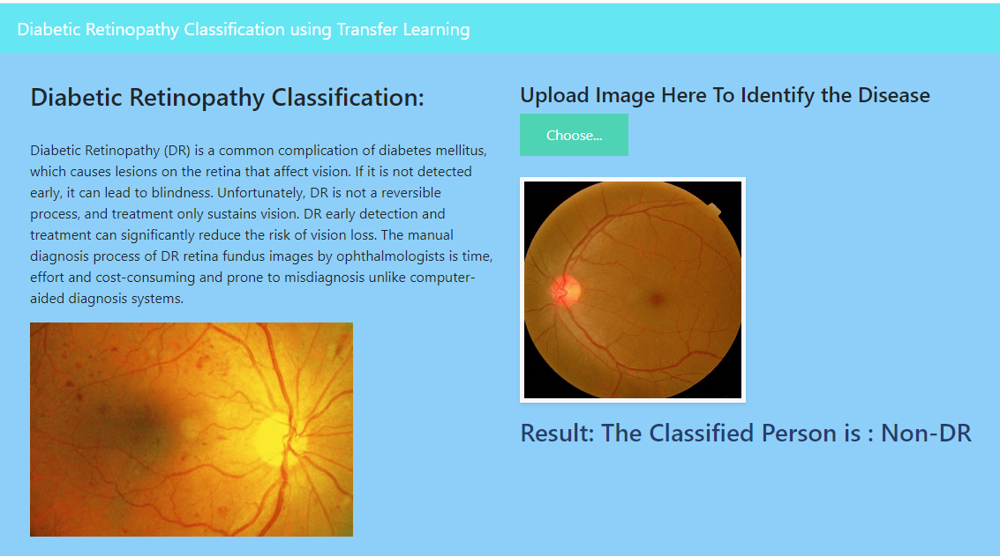 Diabetic Retinopathy Classification using Transfer Learning
Diabetic Retinopathy Classification:
Diabetic Retinopathy (DR) is a common complication of diabetes mellitus,
which causes lesions on the retina that affect vision. If it is not detected
early, it can lead to blindness. Unfortunately, DR is not a reversible
process, and treatment only sustains vision. DR early detection and
treatment can significantly reduce the risk of vision loss. The manual
diagnosis process of DR retina fundus images by ophthalmologists is time,
effort and cost-consuming and prone to misdiagnosis unlike computer-
aided diagnosis systems.
Upload Image Here To Identify the Disease
Choose...
Result: The Classified Person is : Non-DR